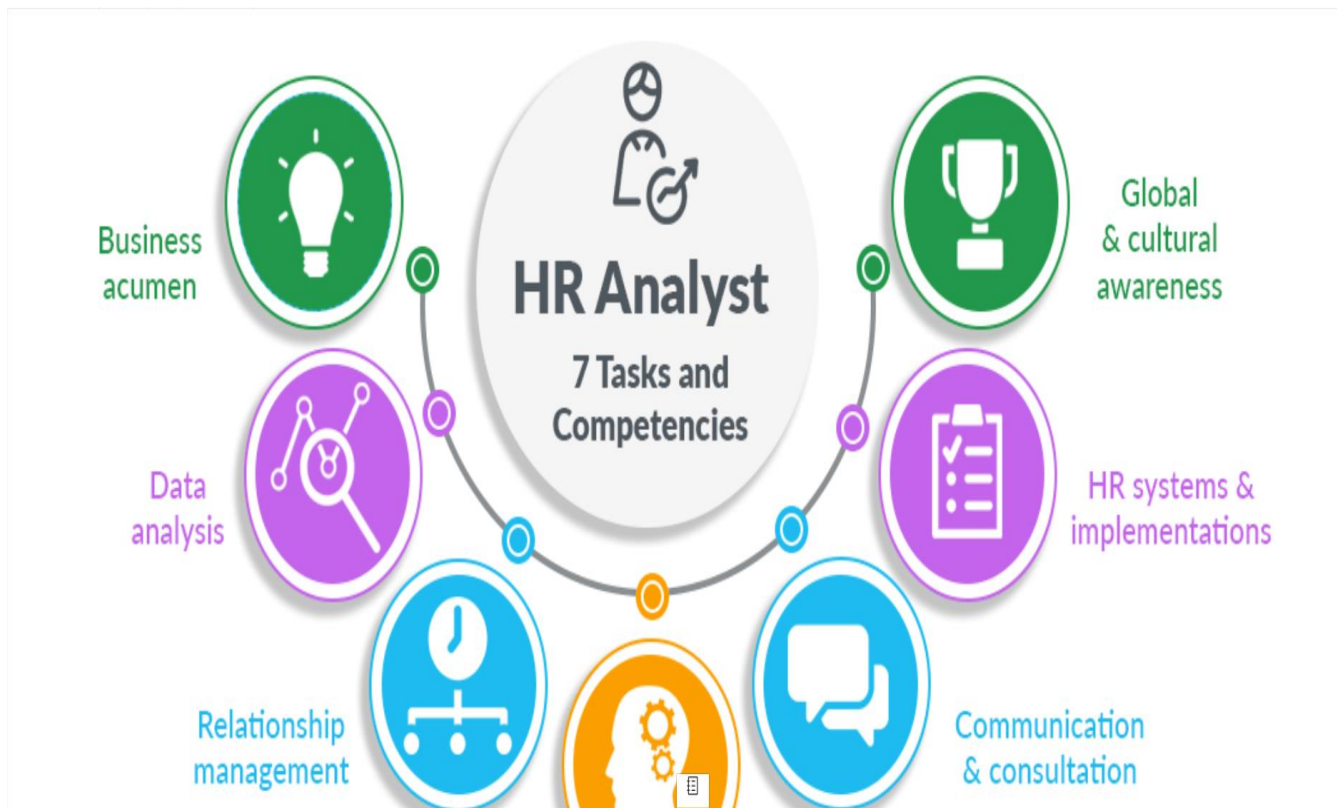 HR Analyst
7 Tasks and
Competencies
Business
acumen
Data
analysis
Relationship
management
Communication
& consultation
HR systems &
implementations
Global
& cultural
awareness